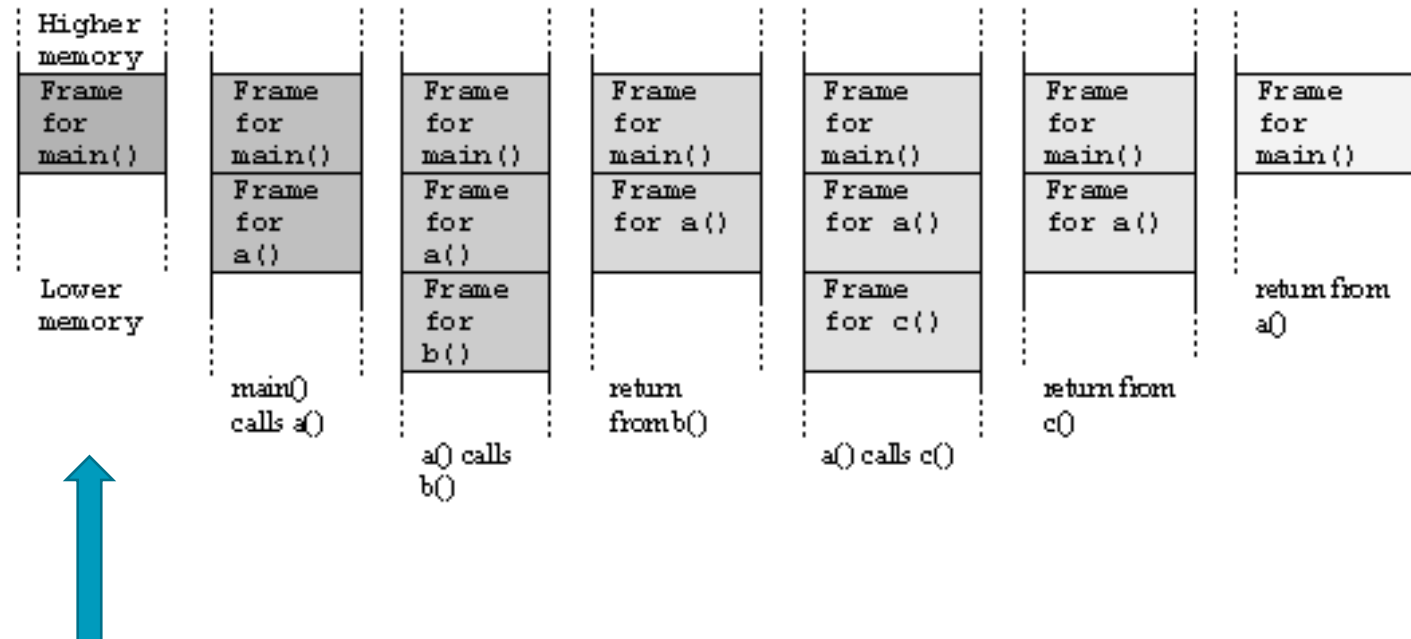 Higher
memory
Frame
for
main()
Lower
memory
Frame
for
main()
Frame
for
a()
main()
calls a()
Frame
for
main()
Frame
for
a()
Frame
for
b()
a() calls
b()
Frame
for
main()
Frame
for a()
return
from b()
Frame
for
main()
Frame
for a()
Frame
for c()
a() calls c()
Frame
for
main()
Frame
for a()
return from
c()
Frame
for
main()
return from
a()